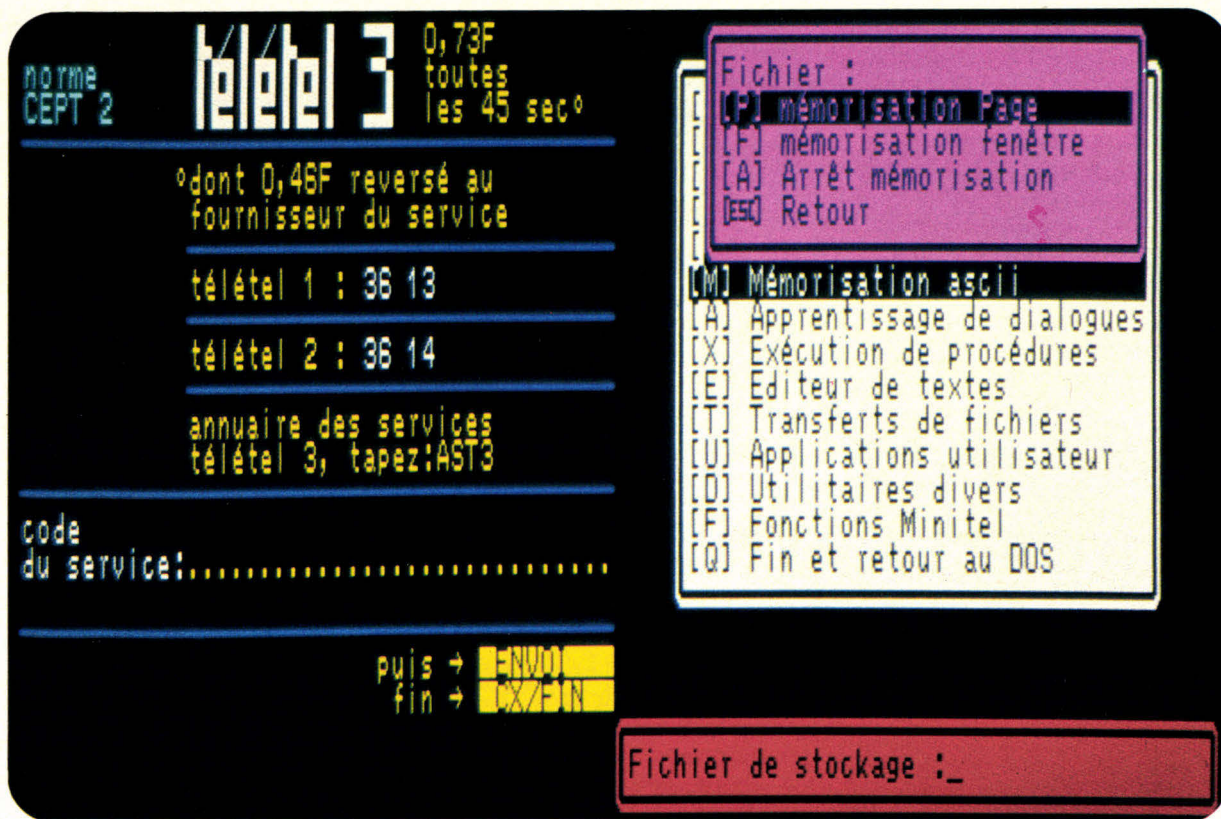 norme
CEPT 2
télétel 3
0,73F
toutes
les 45 sec°
°dont 0,46F reversé au
fournisseur du service
télétel 1 : 36 13
télétel 2 : 36 14
annuaire des services
télétel 3, tapez:AST3
code
du service:..............................
puis → ENVOI
fin → CX/FIN
Fichier :
[P] mémorisation Page
[F] mémorisation fenêtre
[A] Arrêt mémorisation
[ESC] Retour
[M] Mémorisation ascii
[A] Apprentissage de dialogues
[X] Exécution de procédures
[E] Editeur de textes
[T] Transferts de fichiers
[U] Applications utilisateur
[D] Utilitaires divers
[F] Fonctions Minitel
[Q] Fin et retour au DOS
Fichier de stockage :_